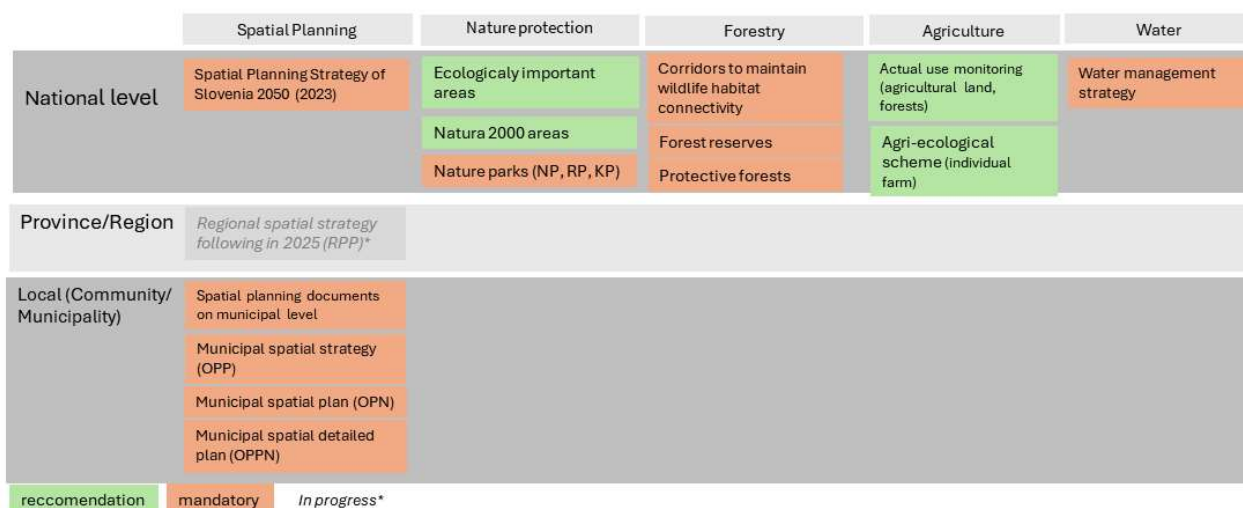 Spatial Planning
Nature protection
Forestry
Agriculture
Water
National level
Spatial Planning Strategy of
Slovenia 2050 (2023)
Ecologicaly important
areas
Natura 2000 areas
Nature parks (NP, RP, KP)
Corridors to maintain
wildlife habitat
connectivity
Forest reserves
Protective forests
Actual use monitoring
(agricultural land,
forests)
Agri-ecological
scheme (individual
farm)
Water management
strategy
Province/Region
Regional spatial strategy
following in 2025 (RPP)*
Local (Community/
Municipality)
Spatial planning documents
on municipal level
Municipal spatial strategy
(OPP)
Municipal spatial plan (OPN)
Municipal spatial detailed
plan (OPPN)
reccomendation
mandatory
In progress*